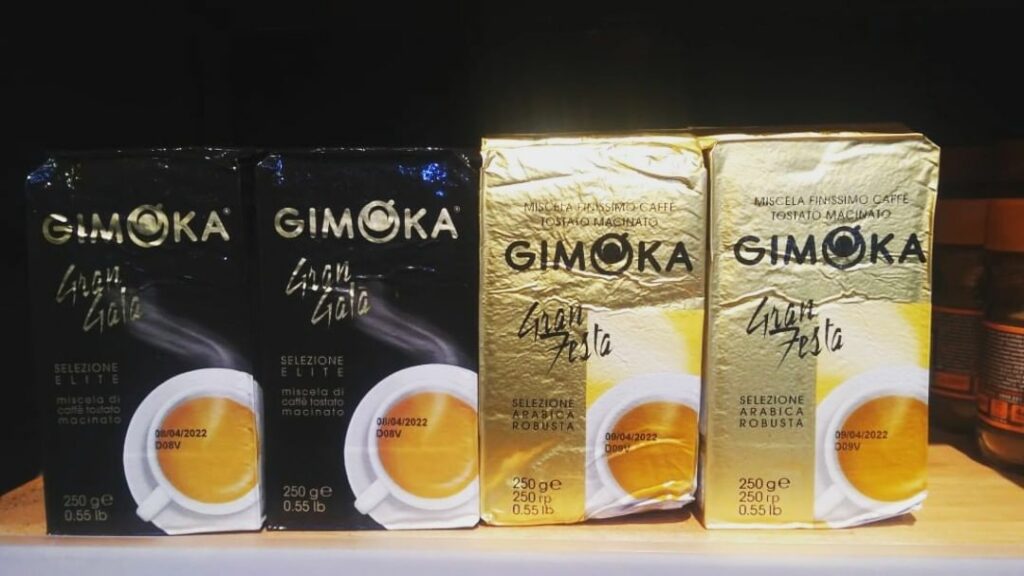 GIMOKA®
Gran
Gala
SELEZIONE
ELITE
miscela di
caffè tostato
macinato
08/04/2022
D08V
250 g℮
0.55 lb
GIMOKA®
Gran
Gala
SELEZIONE
ELITE
miscela di
caffè tostato
macinato
08/04/2022
D08V
250 g℮
0.55 lb
MISCELA FINISSIMO CAFFÈ
TOSTATO MACINATO
GIMOKA
Gran
Festa
SELEZIONE
ARABICA
ROBUSTA
09/04/2022
D09V
250 g℮
250 гр
0.55 lb
MISCELA FINISSIMO CAFFÈ
TOSTATO MACINATO
GIMOKA
Gran
Festa
SELEZIONE
ARABICA
ROBUSTA
09/04/2022
D09V
250 g℮
250 гр
0.55 lb